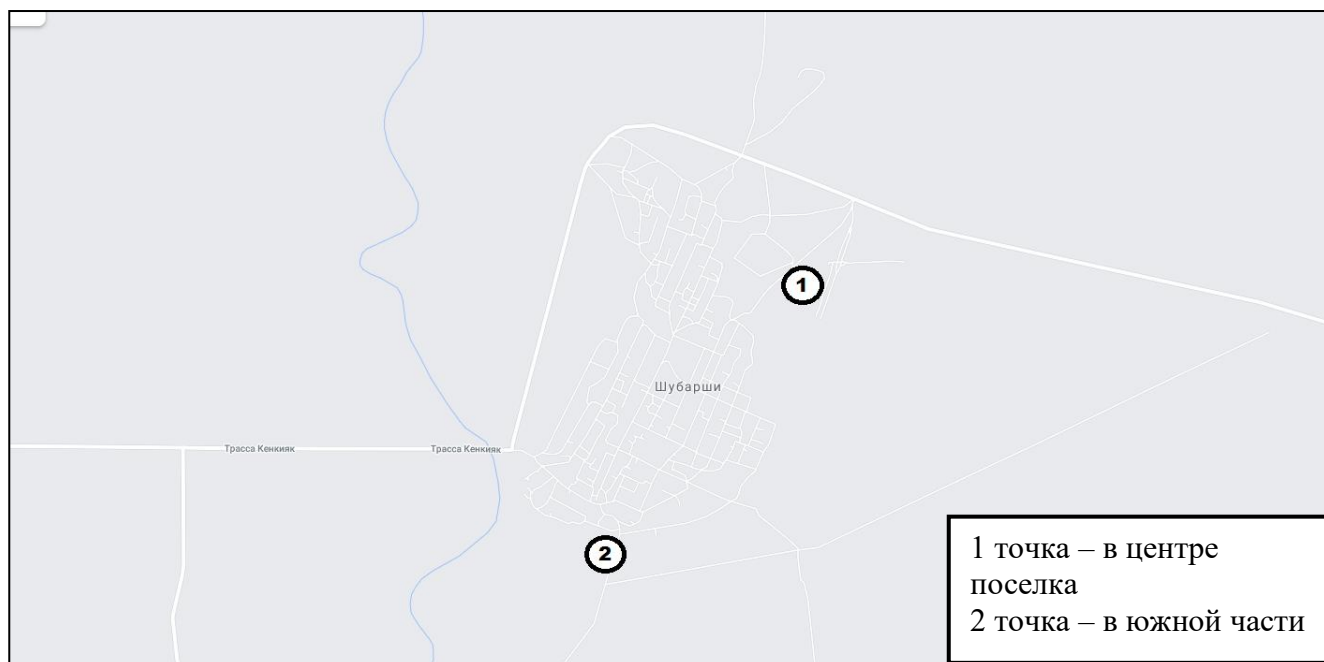 1
Шубарши
Трасса Кенкияк
Трасса Кенкияк
2
1 точка – в центре
поселка
2 точка – в южной части